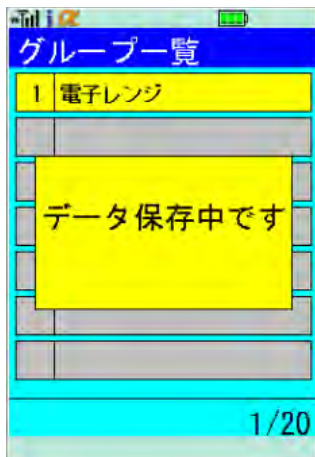 グループ一覧
1 電子レンジ
データ保存中です
1/20